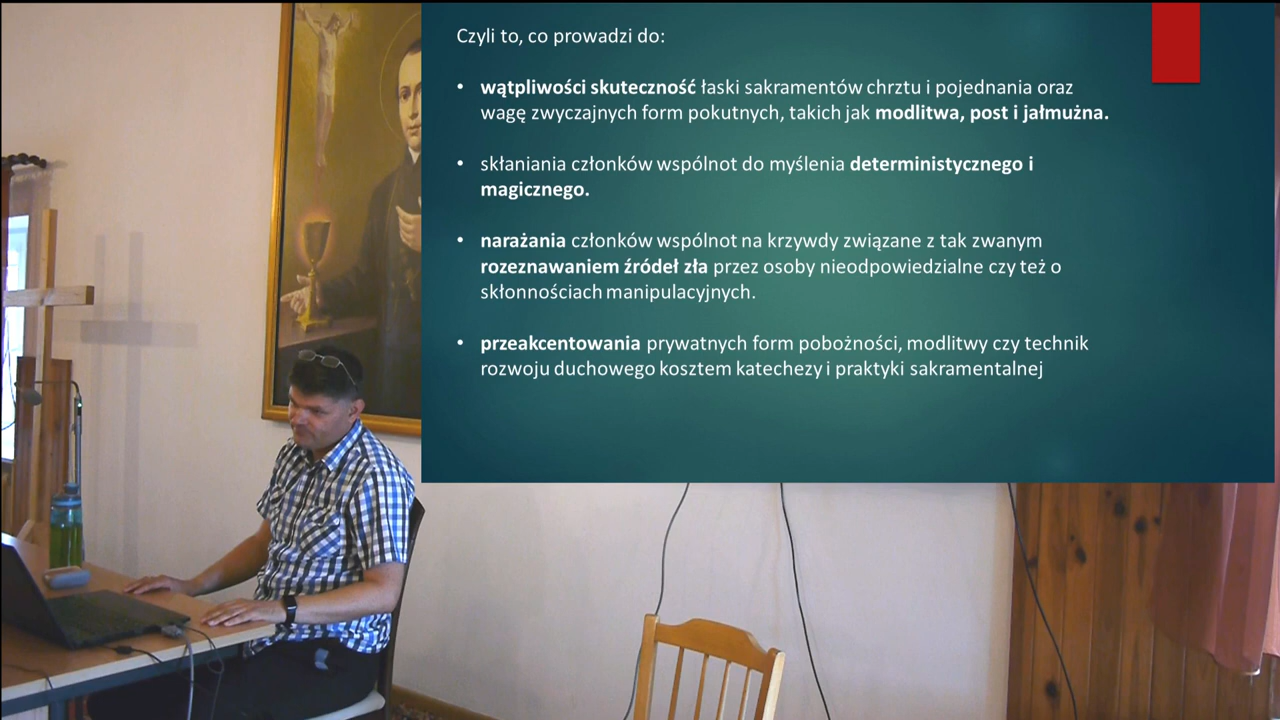 Czyli to, co prowadzi do:
• wątpliwości skuteczność łaski sakramentów chrztu i pojednania oraz
wagę zwyczajnych form pokutnych, takich jak modlitwa, post i jałmużna.
• skłaniania członków wspólnot do myślenia deterministycznego i
magicznego.
• narażania członków wspólnot na krzywdy związane z tak zwanym
rozeznawaniem źródeł zła przez osoby nieodpowiedzialne czy też o
skłonnościach manipulacyjnych.
• przeakcentowania prywatnych form pobożności, modlitwy czy technik
rozwoju duchowego kosztem katechezy i praktyki sakramentalnej